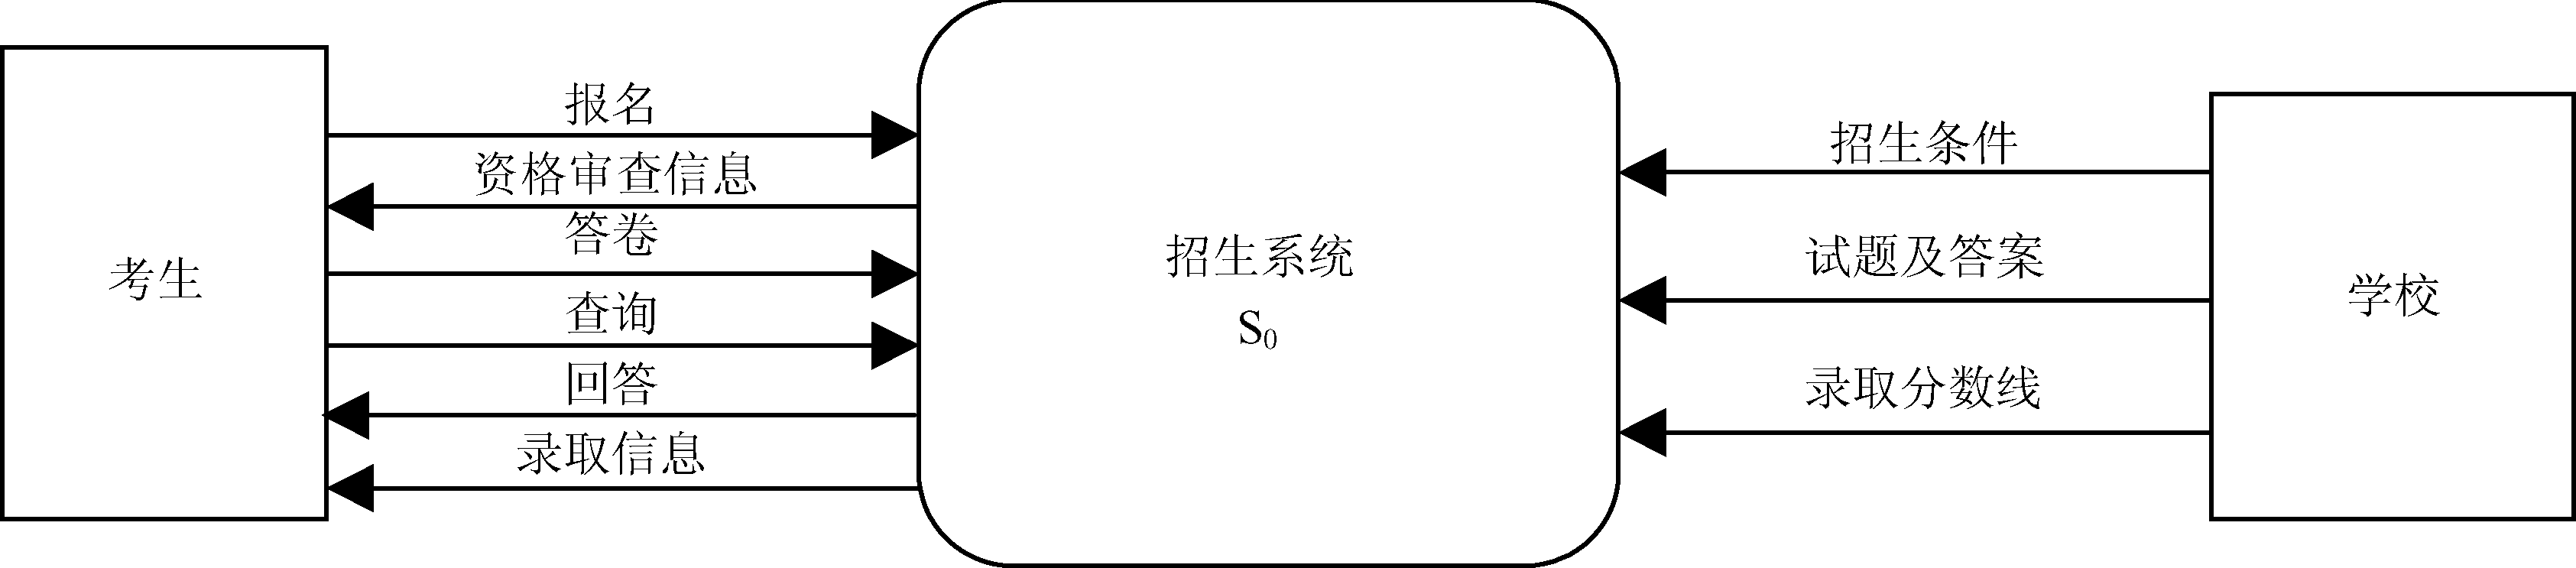 考生
报名
资格审查信息
答卷
查询
回答
录取信息
招生系统
S₀
招生条件
试题及答案
录取分数线
学校